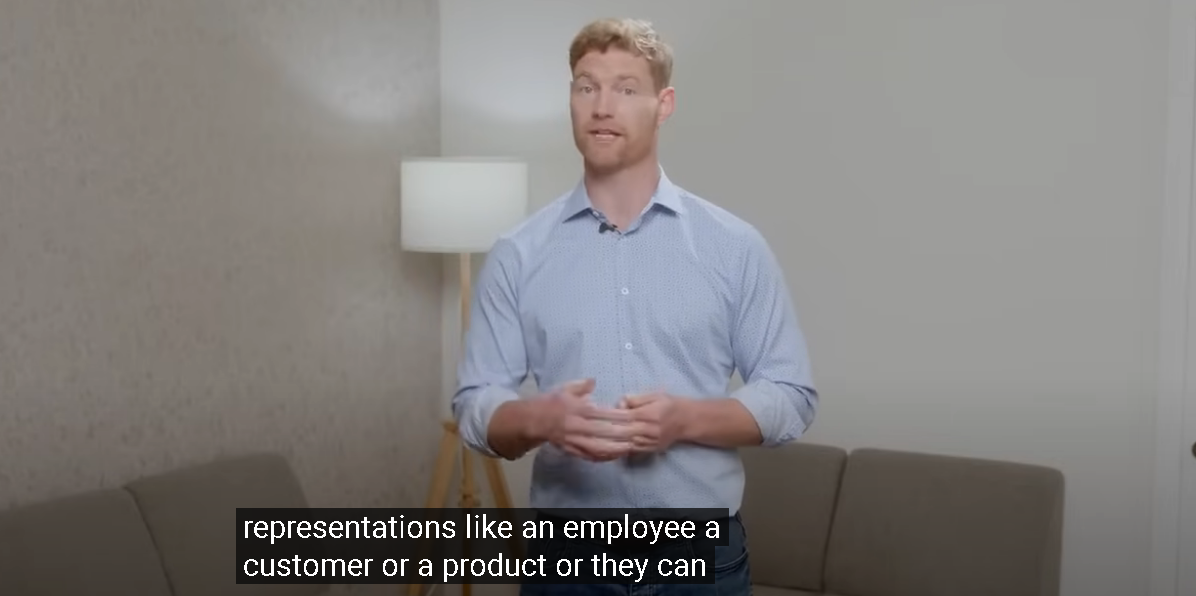 representations like an employee a
customer or a product or they can